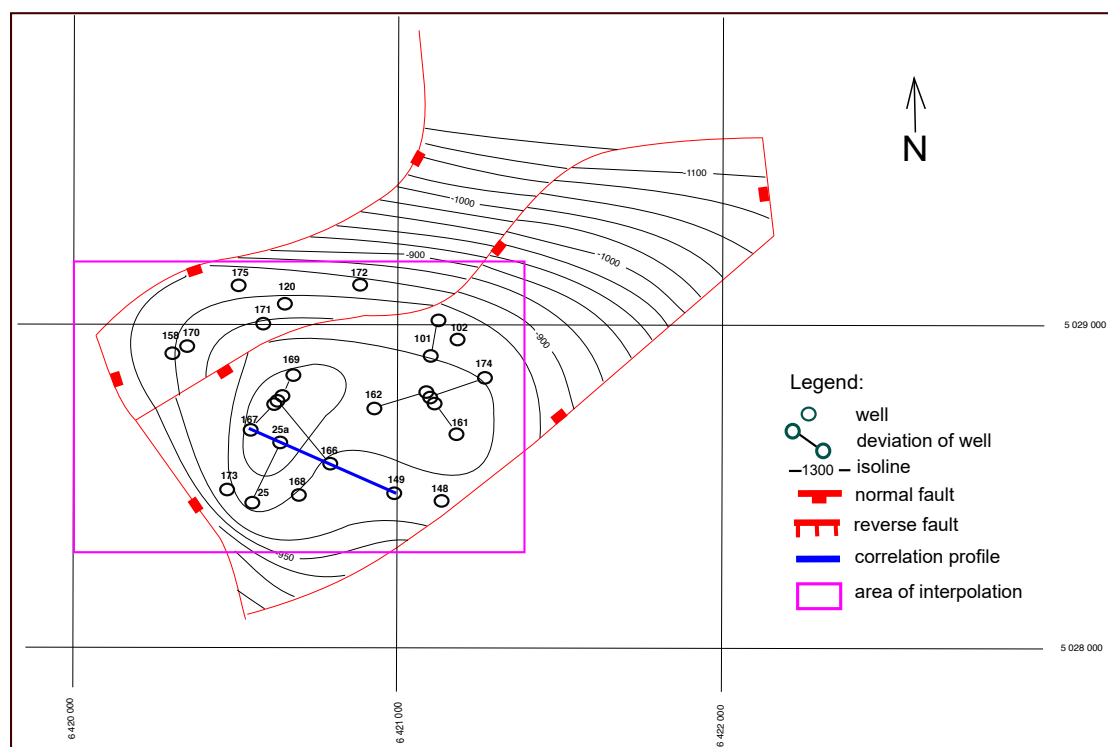 -1100
-1000
N
-1000
-900
175
172
120
171
5 029 000
158
170
101
102
-900
169
174
Legend:
162
well
167
25a
161
deviation of well
166
isoline
-1300
173
25
168
149
148
normal fault
reverse fault
-950
correlation profile
area of interpolation
5 028 000
6 420 000
6 421 000
6 422 000